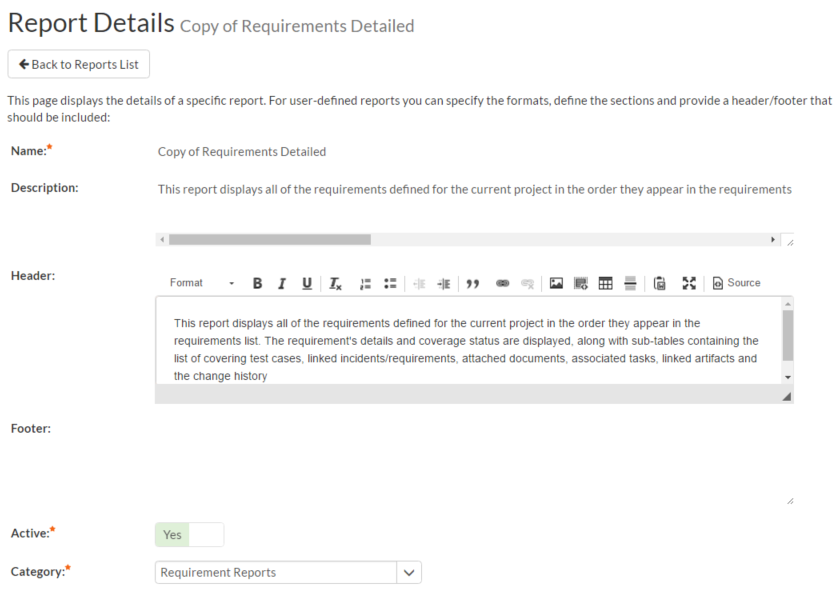 Report Details Copy of Requirements Detailed
Back to Reports List
This page displays the details of a specific report. For user-defined reports you can specify the formats, define the sections and provide a header/footer that
should be included:
Name:* Copy of Requirements Detailed
Description: This report displays all of the requirements defined for the current project in the order they appear in the requirements
Header:
Format B I U Tx Source
This report displays all of the requirements defined for the current project in the order they appear in the
requirements list. The requirement's details and coverage status are displayed, along with sub-tables containing the
list of covering test cases, linked incidents/requirements, attached documents, associated tasks, linked artifacts and
the change history
Footer:
Active:* Yes
Category:* Requirement Reports